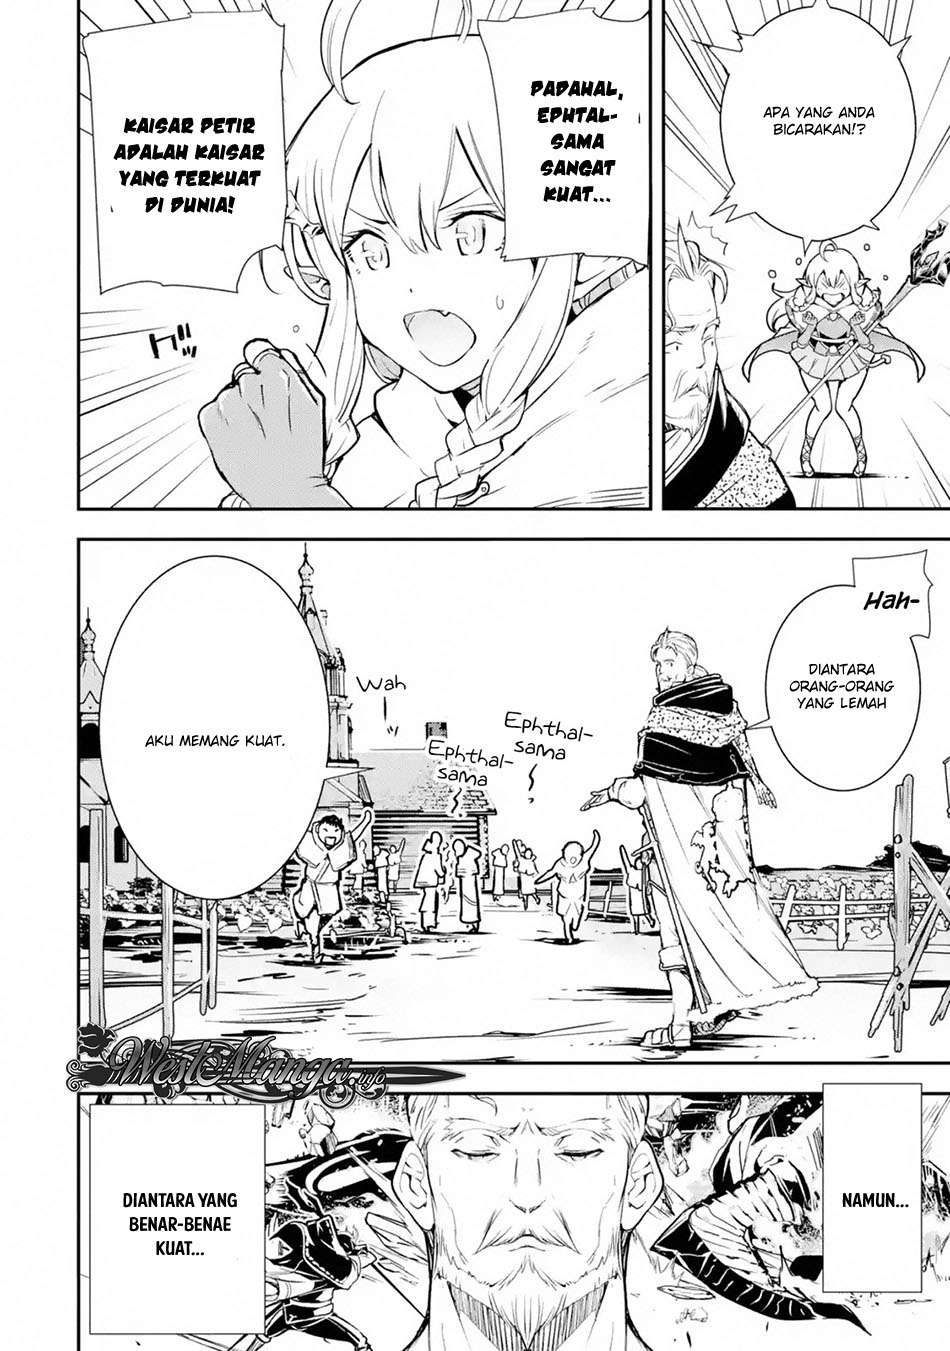 APA YANG ANDA
BICARAKAN!?
PADAHAL,
EPHTAL-
SAMA
SANGAT
KUAT...
KAISAR PETIR
ADALAH KAISAR
YANG TERKUAT
DI DUNIA!
Hah-
DIANTARA
ORANG-ORANG
YANG LEMAH
Ephthal-
sama
Ephthal-
sama
Wah
AKU MEMANG KUAT.
WestManga.info
NAMUN...
DIANTARA YANG
BENAR-BENAE
KUAT...